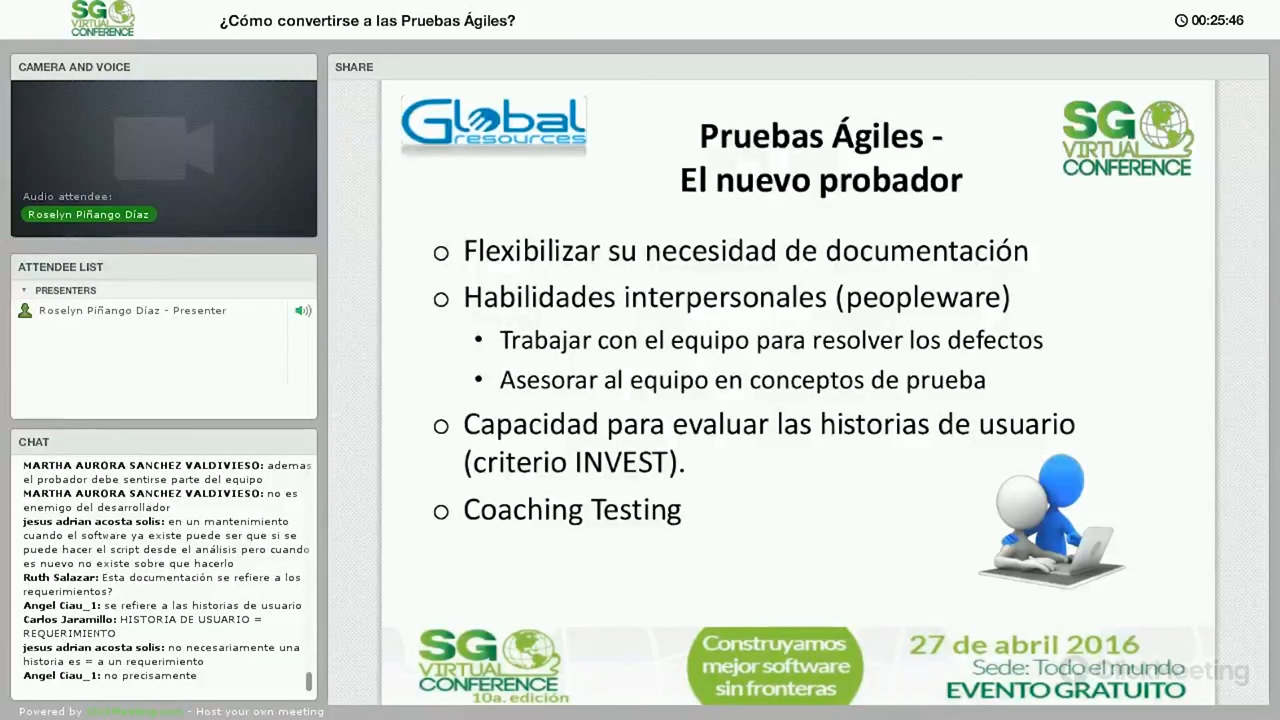 SG
VIRTUAL
CONFERENCE
¿Cómo convertirse a las Pruebas Ágiles?
00:25:46
CAMERA AND VOICE
Audio attendee:
Roselyn Piñango Díaz
ATTENDEE LIST
PRESENTERS
Roselyn Piñango Díaz - Presenter
CHAT
MARTHA AURORA SANCHEZ VALDIVIESO: ademas
el probador debe sentirse parte del equipo
MARTHA AURORA SANCHEZ VALDIVIESO: no es
enemigo del desarrollador
jesus adrian acosta solis: en un mantenimiento
cuando el software ya existe puede ser que si se
puede hacer el script desde el análisis pero cuando
es nuevo no existe sobre que hacerlo
Ruth Salazar: Esta documentación se refiere a los
requerimientos?
Angel Ciau_1: se refiere a las historias de usuario
Carlos Jaramillo: HISTORIA DE USUARIO =
REQUERIMIENTO
jesus adrian acosta solis: no necesariamente una
historia es = a un requerimiento
Angel Ciau_1: no precisamente
Powered by ClickMeeting.com - Host your own meeting
SHARE
Global
resources
Pruebas Ágiles -
El nuevo probador
SG
VIRTUAL
CONFERENCE
o Flexibilizar su necesidad de documentación
o Habilidades interpersonales (peopleware)
• Trabajar con el equipo para resolver los defectos
• Asesorar al equipo en conceptos de prueba
o Capacidad para evaluar las historias de usuario
(criterio INVEST).
o Coaching Testing
SG
VIRTUAL
CONFERENCE
10a. edición
Construyamos
mejor software
sin fronteras
27 de abril 2016
Sede: Todo el mundo
EVENTO GRATUITO
ClickMeeting